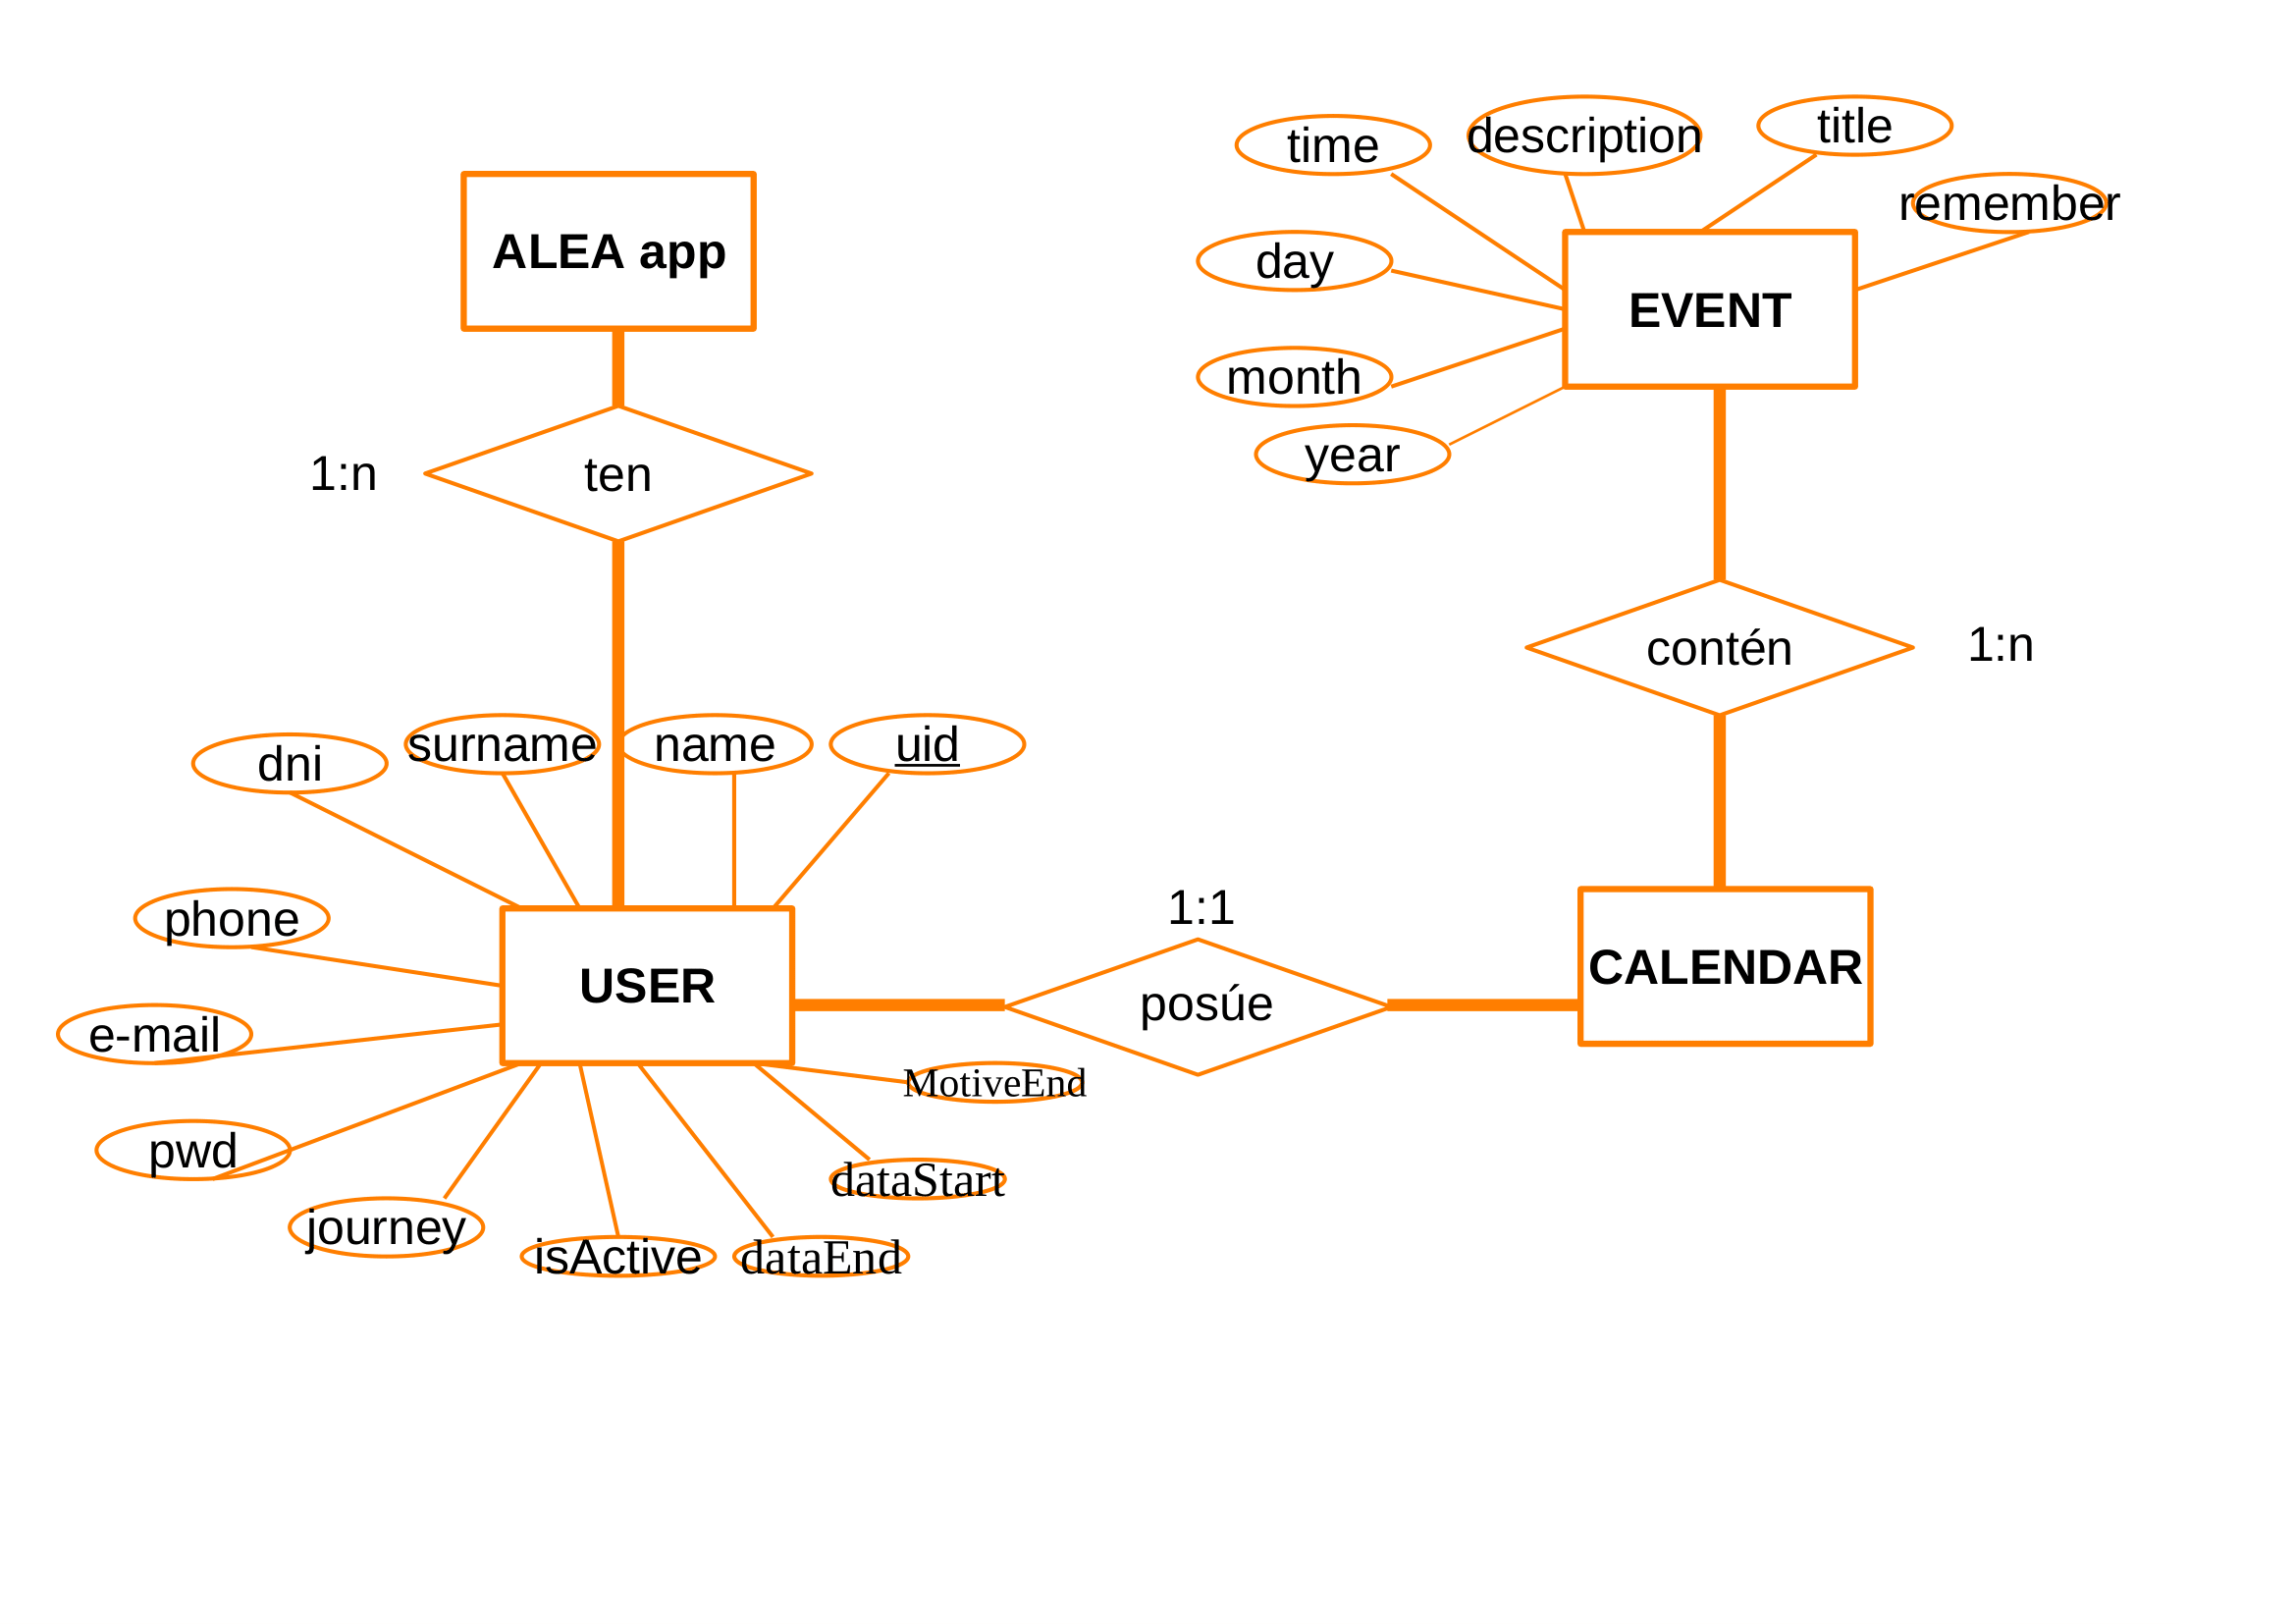 time
description
title
remember
ALEA app
day
EVENT
month
year
1:n
ten
contén
1:n
dni
surname
name
uid
phone
1:1
USER
posúe
CALENDAR
e-mail
MotiveEnd
pwd
dataStart
journey
isActive
dataEnd